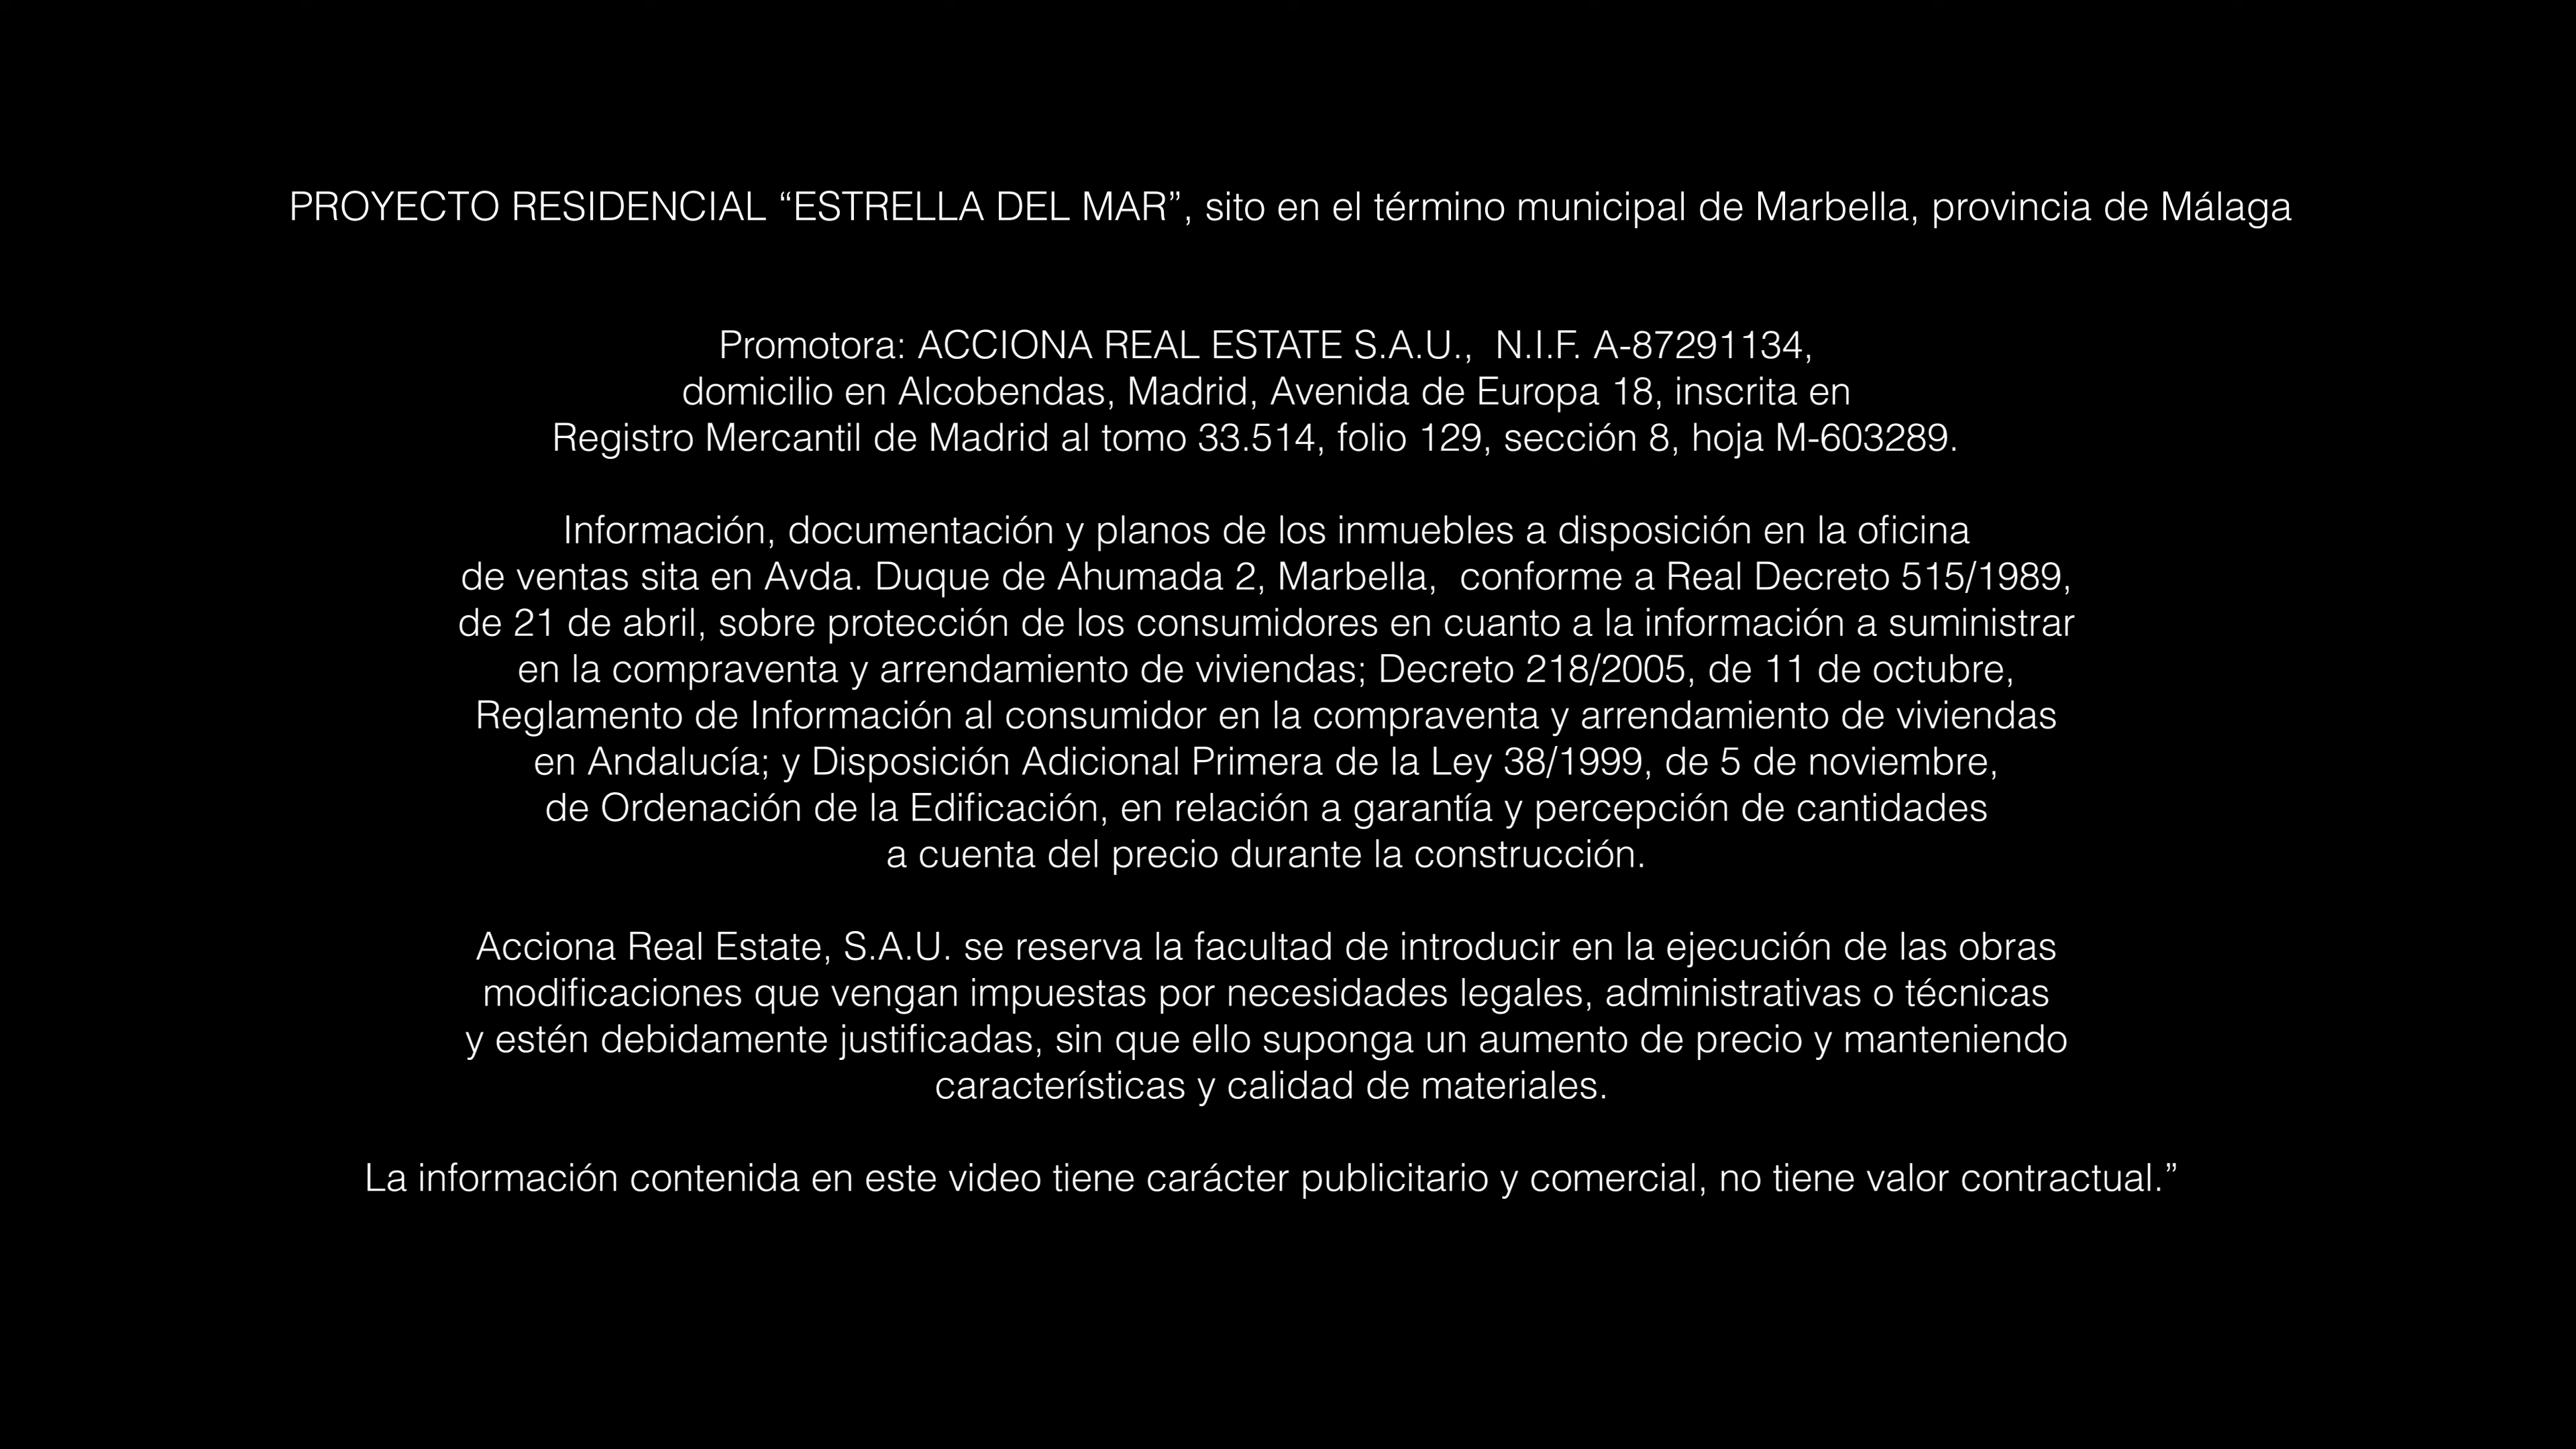 PROYECTO RESIDENCIAL “ESTRELLA DEL MAR”, sito en el término municipal de Marbella, provincia de Málaga
Promotora: ACCIONA REAL ESTATE S.A.U., N.I.F. A-87291134,
domicilio en Alcobendas, Madrid, Avenida de Europa 18, inscrita en
Registro Mercantil de Madrid al tomo 33.514, folio 129, sección 8, hoja M-603289.
Información, documentación y planos de los inmuebles a disposición en la oficina
de ventas sita en Avda. Duque de Ahumada 2, Marbella, conforme a Real Decreto 515/1989,
de 21 de abril, sobre protección de los consumidores en cuanto a la información a suministrar
en la compraventa y arrendamiento de viviendas; Decreto 218/2005, de 11 de octubre,
Reglamento de Información al consumidor en la compraventa y arrendamiento de viviendas
en Andalucía; y Disposición Adicional Primera de la Ley 38/1999, de 5 de noviembre,
de Ordenación de la Edificación, en relación a garantía y percepción de cantidades
a cuenta del precio durante la construcción.
Acciona Real Estate, S.A.U. se reserva la facultad de introducir en la ejecución de las obras
modificaciones que vengan impuestas por necesidades legales, administrativas o técnicas
y estén debidamente justificadas, sin que ello suponga un aumento de precio y manteniendo
características y calidad de materiales.
La información contenida en este video tiene carácter publicitario y comercial, no tiene valor contractual.”